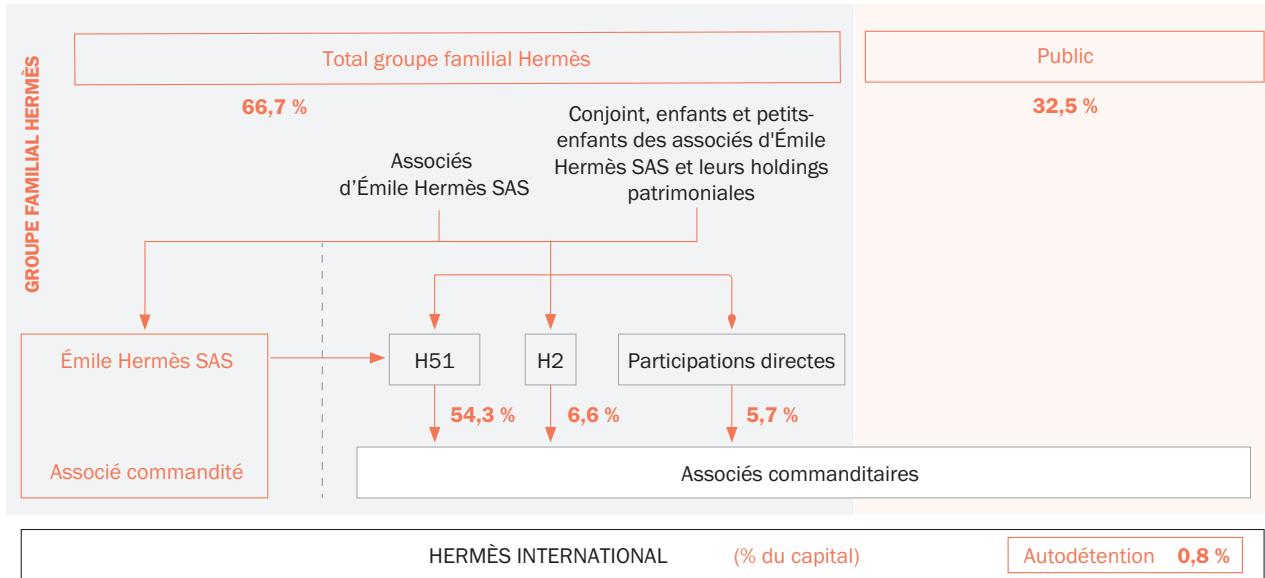 GROUPE FAMILIAL HERMÈS
Total groupe familial Hermès
Public
66,7 %
32,5 %
Conjoint, enfants et petits-
enfants des associés d'Émile
Hermès SAS et leurs holdings
patrimoniales
Associés
d’Émile Hermès SAS
Émile Hermès SAS
H51
H2
Participations directes
54,3 %
6,6 %
5,7 %
Associé commandité
Associés commanditaires
HERMÈS INTERNATIONAL (% du capital)
Autodétention 0,8 %